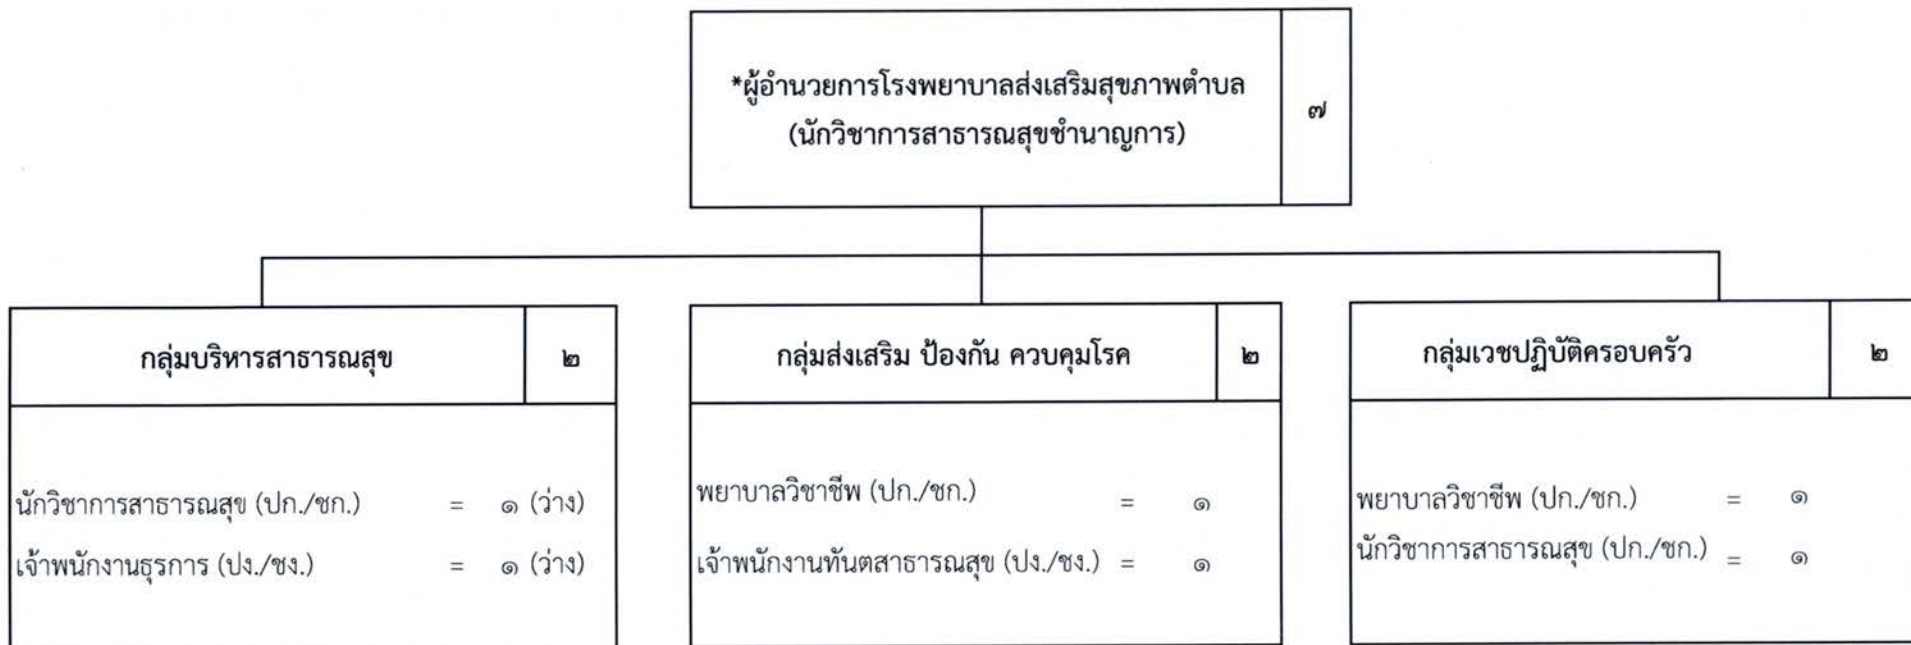 *ผู้อำนวยการโรงพยาบาลส่งเสริมสุขภาพตำบล
(นักวิชาการสาธารณสุขชำนาญการ)
๗
กลุ่มบริหารสาธารณสุข ๒
นักวิชาการสาธารณสุข (ปก./ชก.) = ๑ (ว่าง)
เจ้าพนักงานธุรการ (ปง./ชง.) = ๑ (ว่าง)
กลุ่มส่งเสริม ป้องกัน ควบคุมโรค ๒
พยาบาลวิชาชีพ (ปก./ชก.) = ๑
เจ้าพนักงานทันตสาธารณสุข (ปง./ชง.) = ๑
กลุ่มเวชปฏิบัติครอบครัว ๒
พยาบาลวิชาชีพ (ปก./ชก.) = ๑
นักวิชาการสาธารณสุข (ปก./ชก.) = ๑